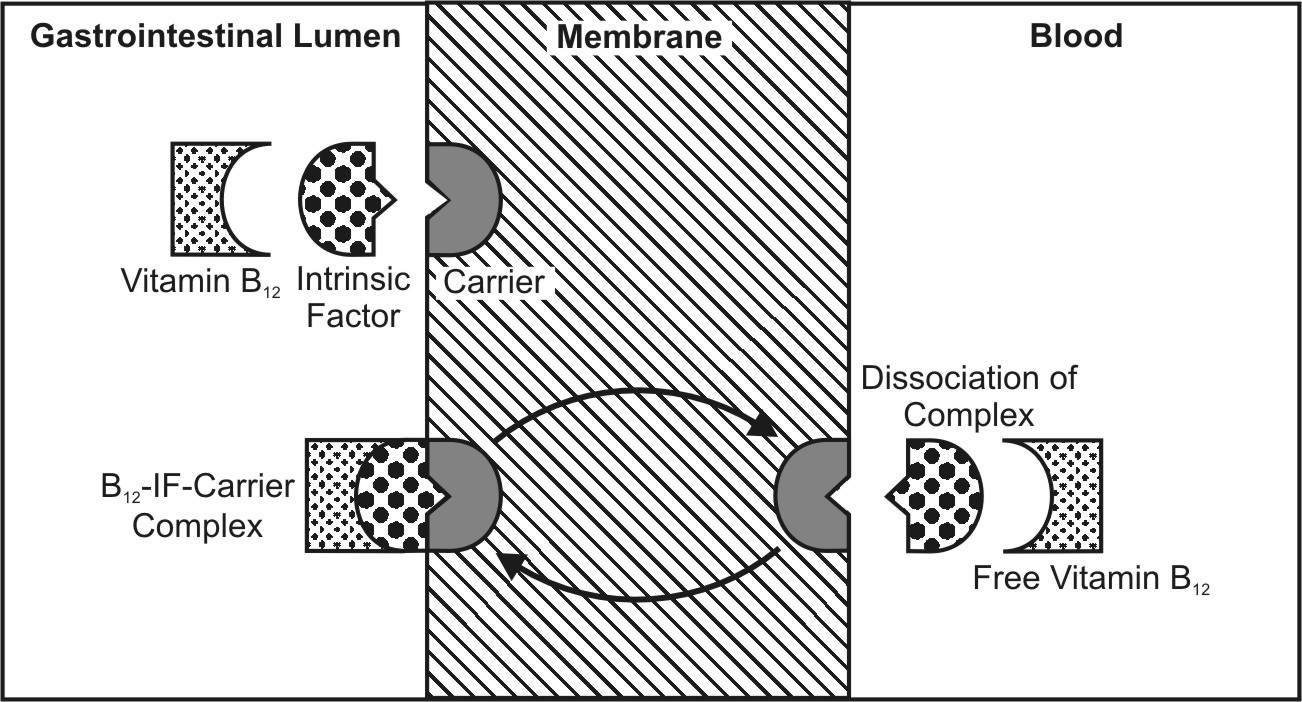 Gastrointestinal Lumen
Membrane
Blood
Vitamin B12
Intrinsic
Factor
Carrier
Dissociation of
Complex
B12-IF-Carrier
Complex
Free Vitamin B12